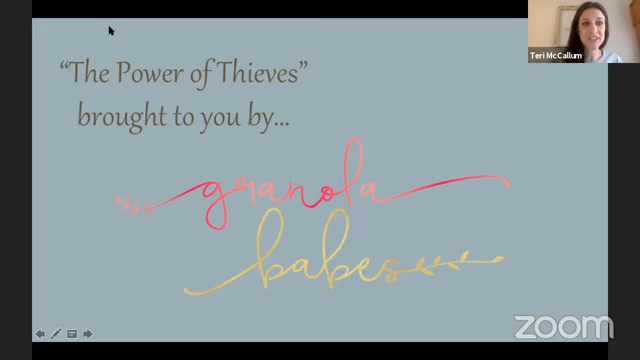 Teri McCallum
“The Power of Thieves”
brought to you by...
granola
babes
zoom